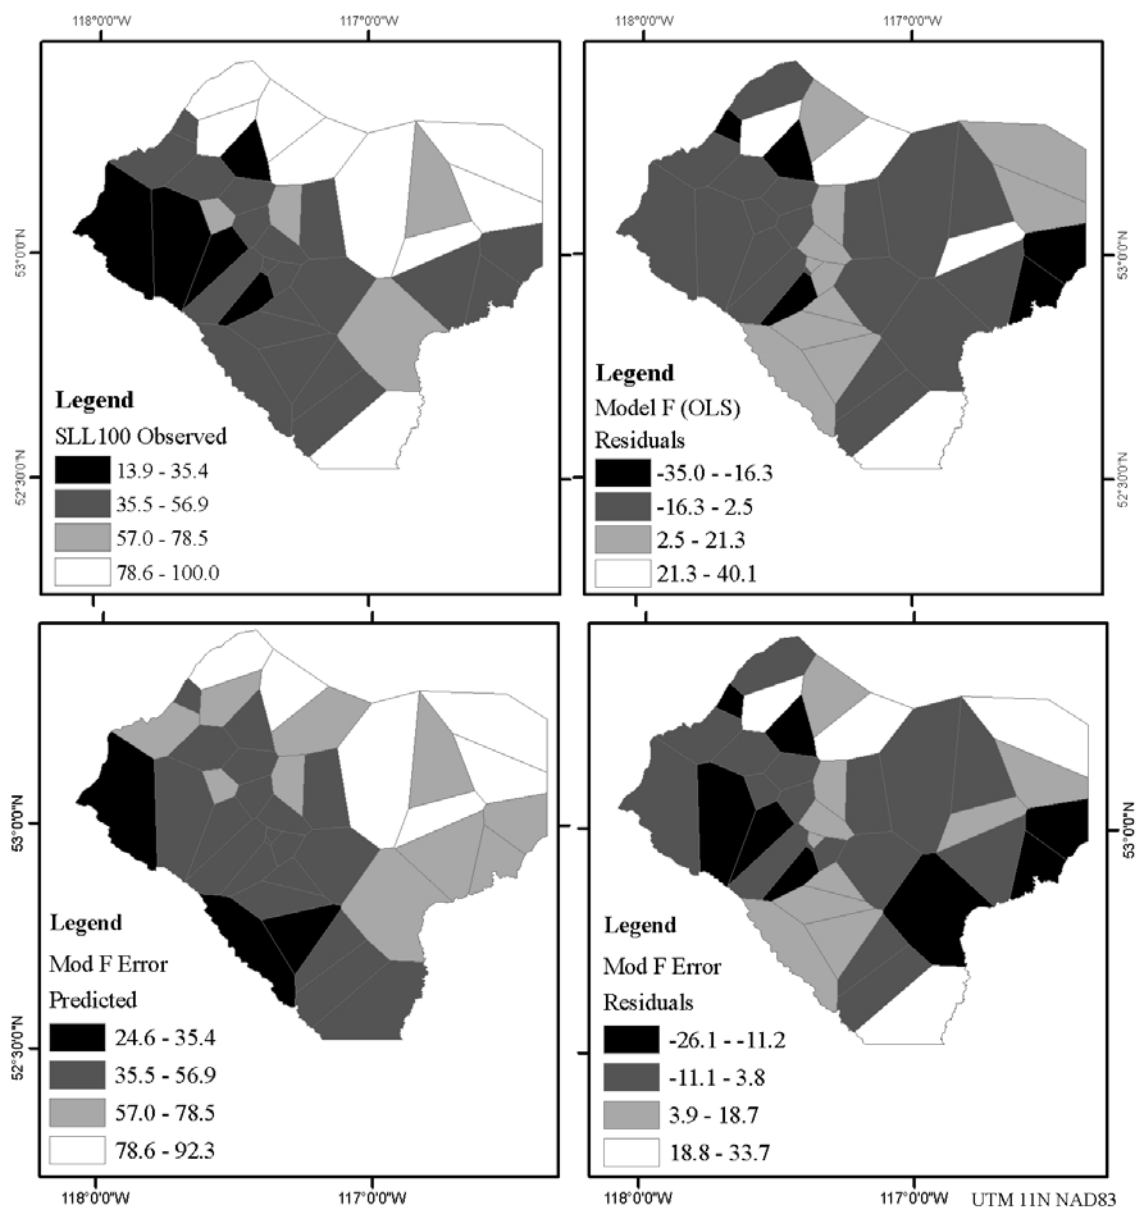 118°0'0"W 117°0'0"W 118°0'0"W 117°0'0"W
53°0'0"N
53°0'0"N
52°30'0"N
52°30'0"N
Legend
SLL100 Observed
13.9 - 35.4
35.5 - 56.9
57.0 - 78.5
78.6 - 100.0
Legend
Model F (OLS)
Residuals
-35.0 - -16.3
-16.3 - 2.5
2.5 - 21.3
21.3 - 40.1
53°0'0"N
53°0'0"N
52°30'0"N
Legend
Mod F Error
Predicted
24.6 - 35.4
35.5 - 56.9
57.0 - 78.5
78.6 - 92.3
Legend
Mod F Error
Residuals
-26.1 - -11.2
-11.1 - 3.8
3.9 - 18.7
18.8 - 33.7
118°0'0"W 117°0'0"W 118°0'0"W 117°0'0"W
UTM 11N NAD83